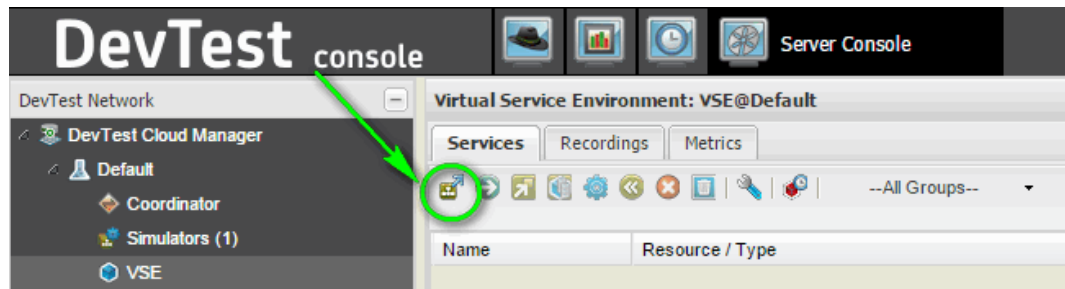 DevTest console
Server Console
DevTest Network
Virtual Service Environment: VSE@Default
DevTest Cloud Manager
Services Recordings Metrics
Default
--All Groups--
Coordinator
Simulators (1)
Name Resource / Type
VSE